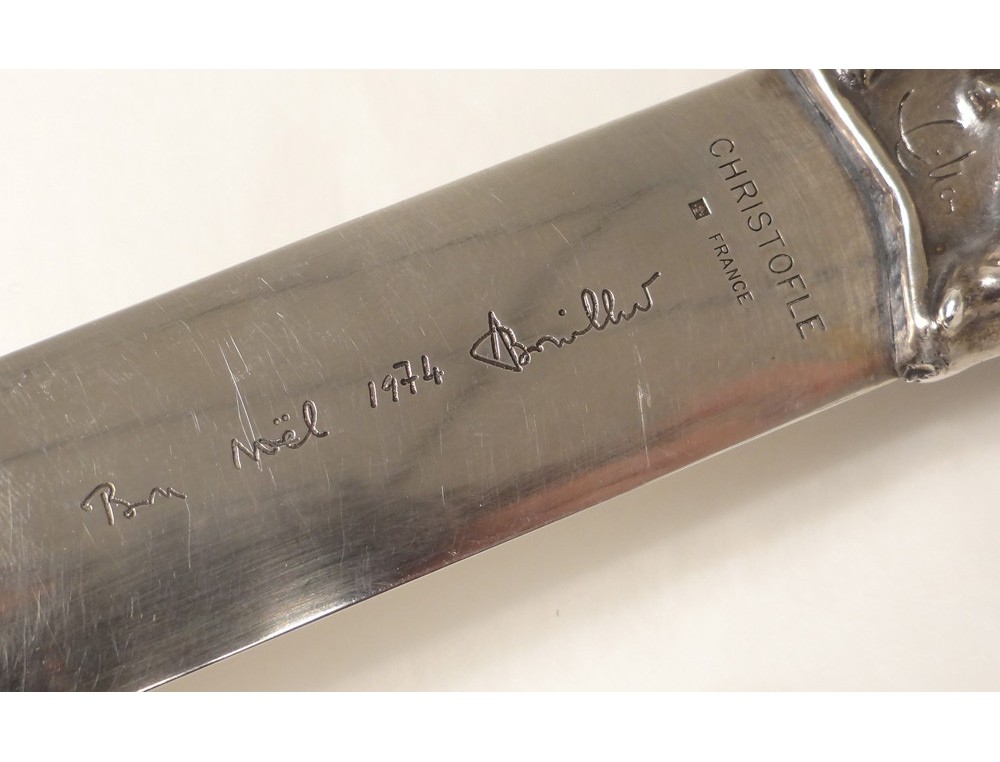 CHRISTOFLE
FRANCE
Bon Noël 1974